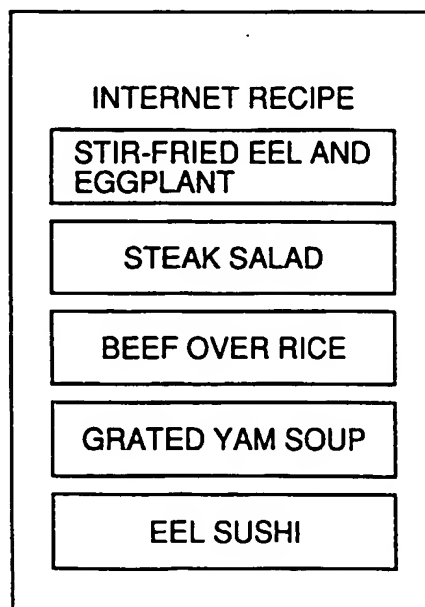 INTERNET RECIPE
STIR-FRIED EEL AND
EGGPLANT
STEAK SALAD
BEEF OVER RICE
GRATED YAM SOUP
EEL SUSHI